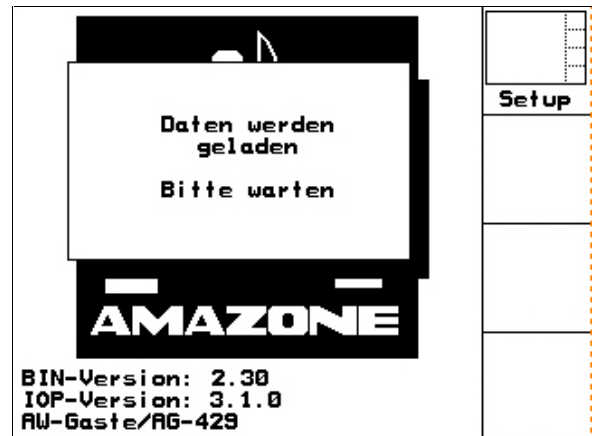 Daten werden
geladen
Bitte warten
AMAZONE
BIN-Version: 2.30
IOP-Version: 3.1.0
AW-Gaste/AG-429
Setup